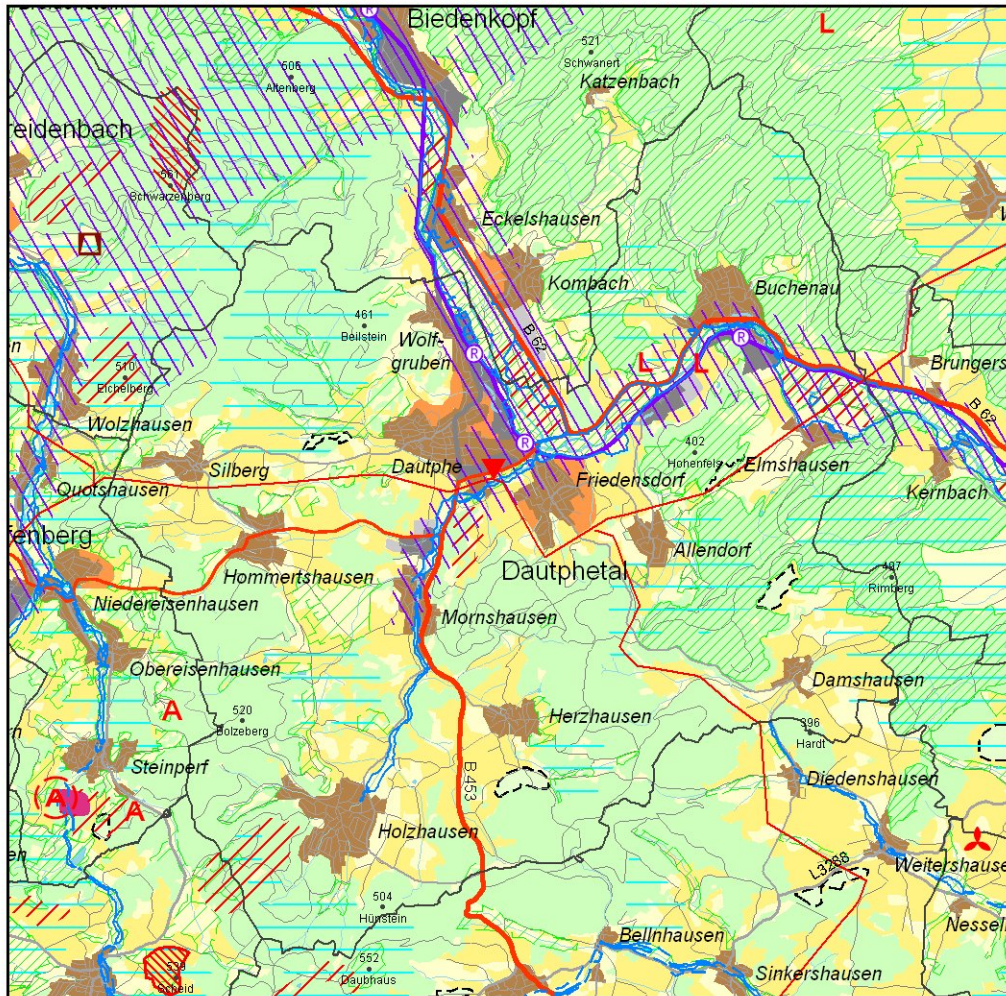 Biedenkopf
L
R
521
Schwanert
506
Altenberg
Katzenbach
reidenbach
561
Schwarzenberg
Eckelshausen
Kombach
Buchenau
461
Beilstein
Wolf-
gruben
B 62
R
R
L
L
510
Eichelberg
Brungers
B 62
Wolzhausen
Silberg
Dautphe
R
402
Hohenfels
Elmshausen
Quotshausen
Friedensdorf
Kernbach
fenberg
Allendorf
Hommertshausen
Dautphetal
497
Rimberg
Niedereisenhausen
Mornshausen
Obereisenhausen
Damshausen
A
520
Bolzeberg
Herzhausen
396
Hardt
Steinperf
B 453
Diedenshausen
(A)
A
Holzhausen
Weitershause
L3288
en
504
Hünstein
Nessell
Bellnhausen
539
Scheid
552
Daubhaus
Sinkershausen